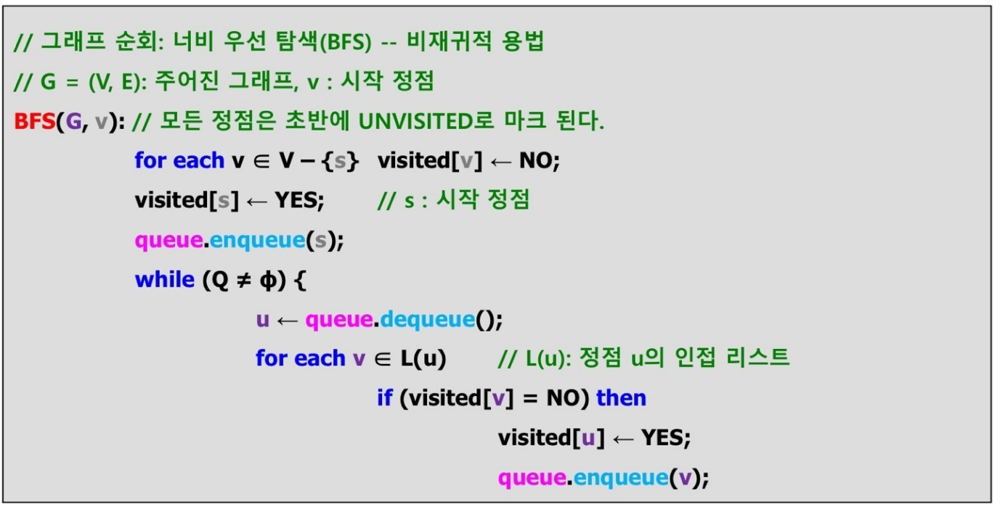 // 그래프 순회: 너비 우선 탐색(BFS) -- 비재귀적 용법
// G = (V, E): 주어진 그래프, v : 시작 정점
BFS(G, v): // 모든 정점은 초반에 UNVISITED로 마크 된다.
for each v ∈ V – {s} visited[v] ← NO;
visited[s] ← YES; // s : 시작 정점
queue.enqueue(s);
while (Q ≠ ϕ) {
u ← queue.dequeue();
for each v ∈ L(u) // L(u): 정점 u의 인접 리스트
if (visited[v] = NO) then
visited[u] ← YES;
queue.enqueue(v);